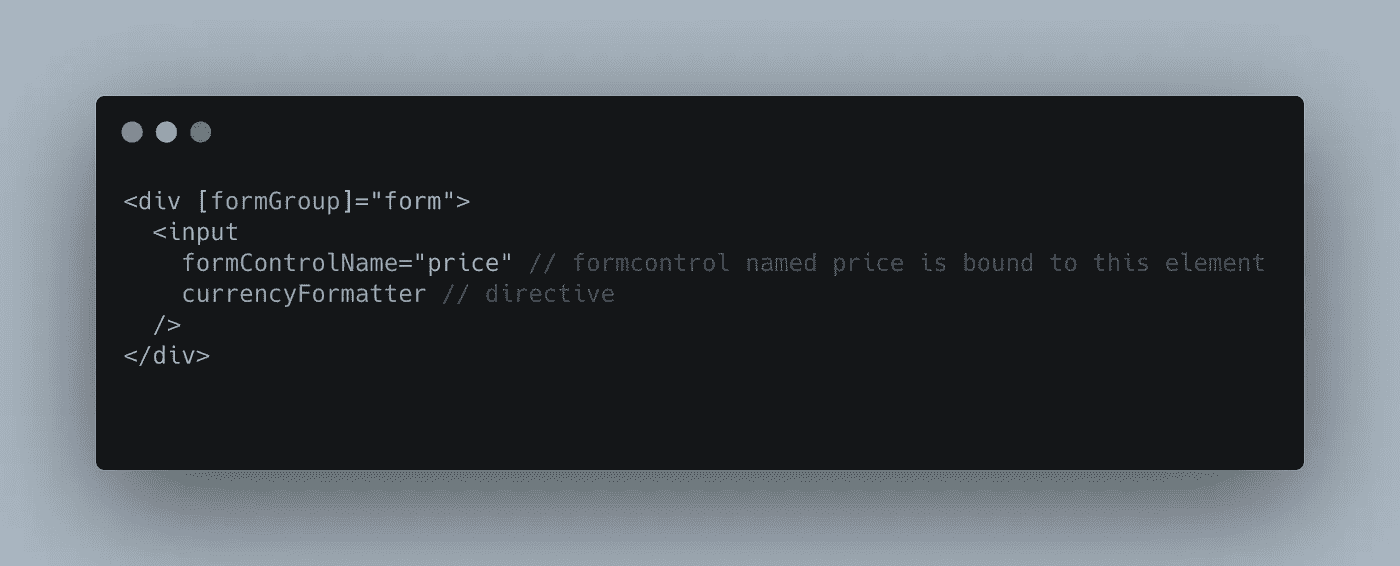 <div [formGroup]="form">
<input
formControlName="price" // formcontrol named price is bound to this element
currencyFormatter // directive
/>
</div>